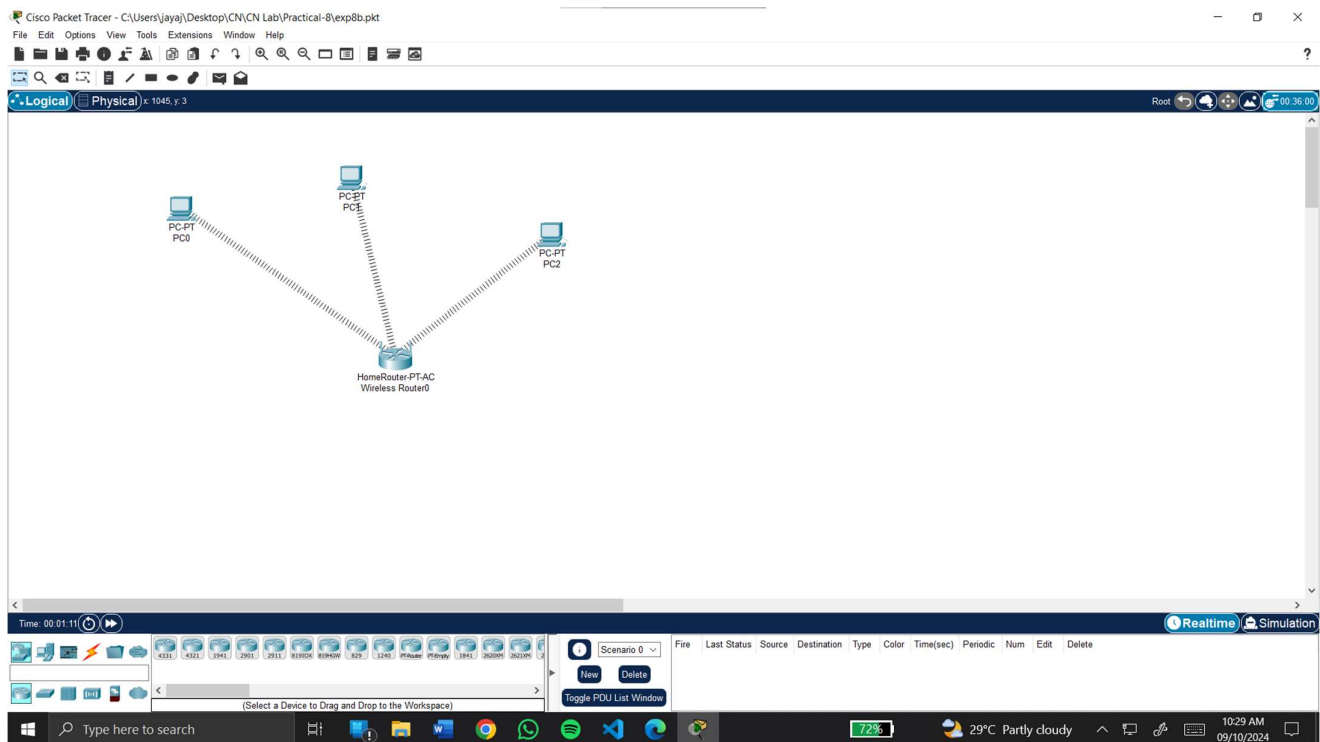 Cisco Packet Tracer - C:\Users\jayaj\Desktop\CN\CN Lab\Practical-8\exp8b.pkt
File Edit Options View Tools Extensions Window Help
?
Logical Physical x: 1045, y: 3 Root 00:36:00
PC-PT
PC1
PC-PT
PC0
PC-PT
PC2
HomeRouter-PT-AC
Wireless Router0
Time: 00:01:11 Realtime Simulation
4331 4321 1941 2901 2911 819IOX 819HGW 829 1240 PT-Router PT-Empty 1841 2620XM 2621XM 2
(Select a Device to Drag and Drop to the Workspace)
Scenario 0
New Delete
Toggle PDU List Window
Fire Last Status Source Destination Type Color Time(sec) Periodic Num Edit Delete
Type here to search 72% 29°C Partly cloudy 10:29 AM
09/10/2024